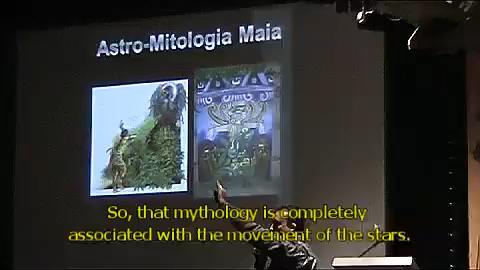 Astro-Mitologia Maia
So, that mythology is completely
associated with the movement of the stars.